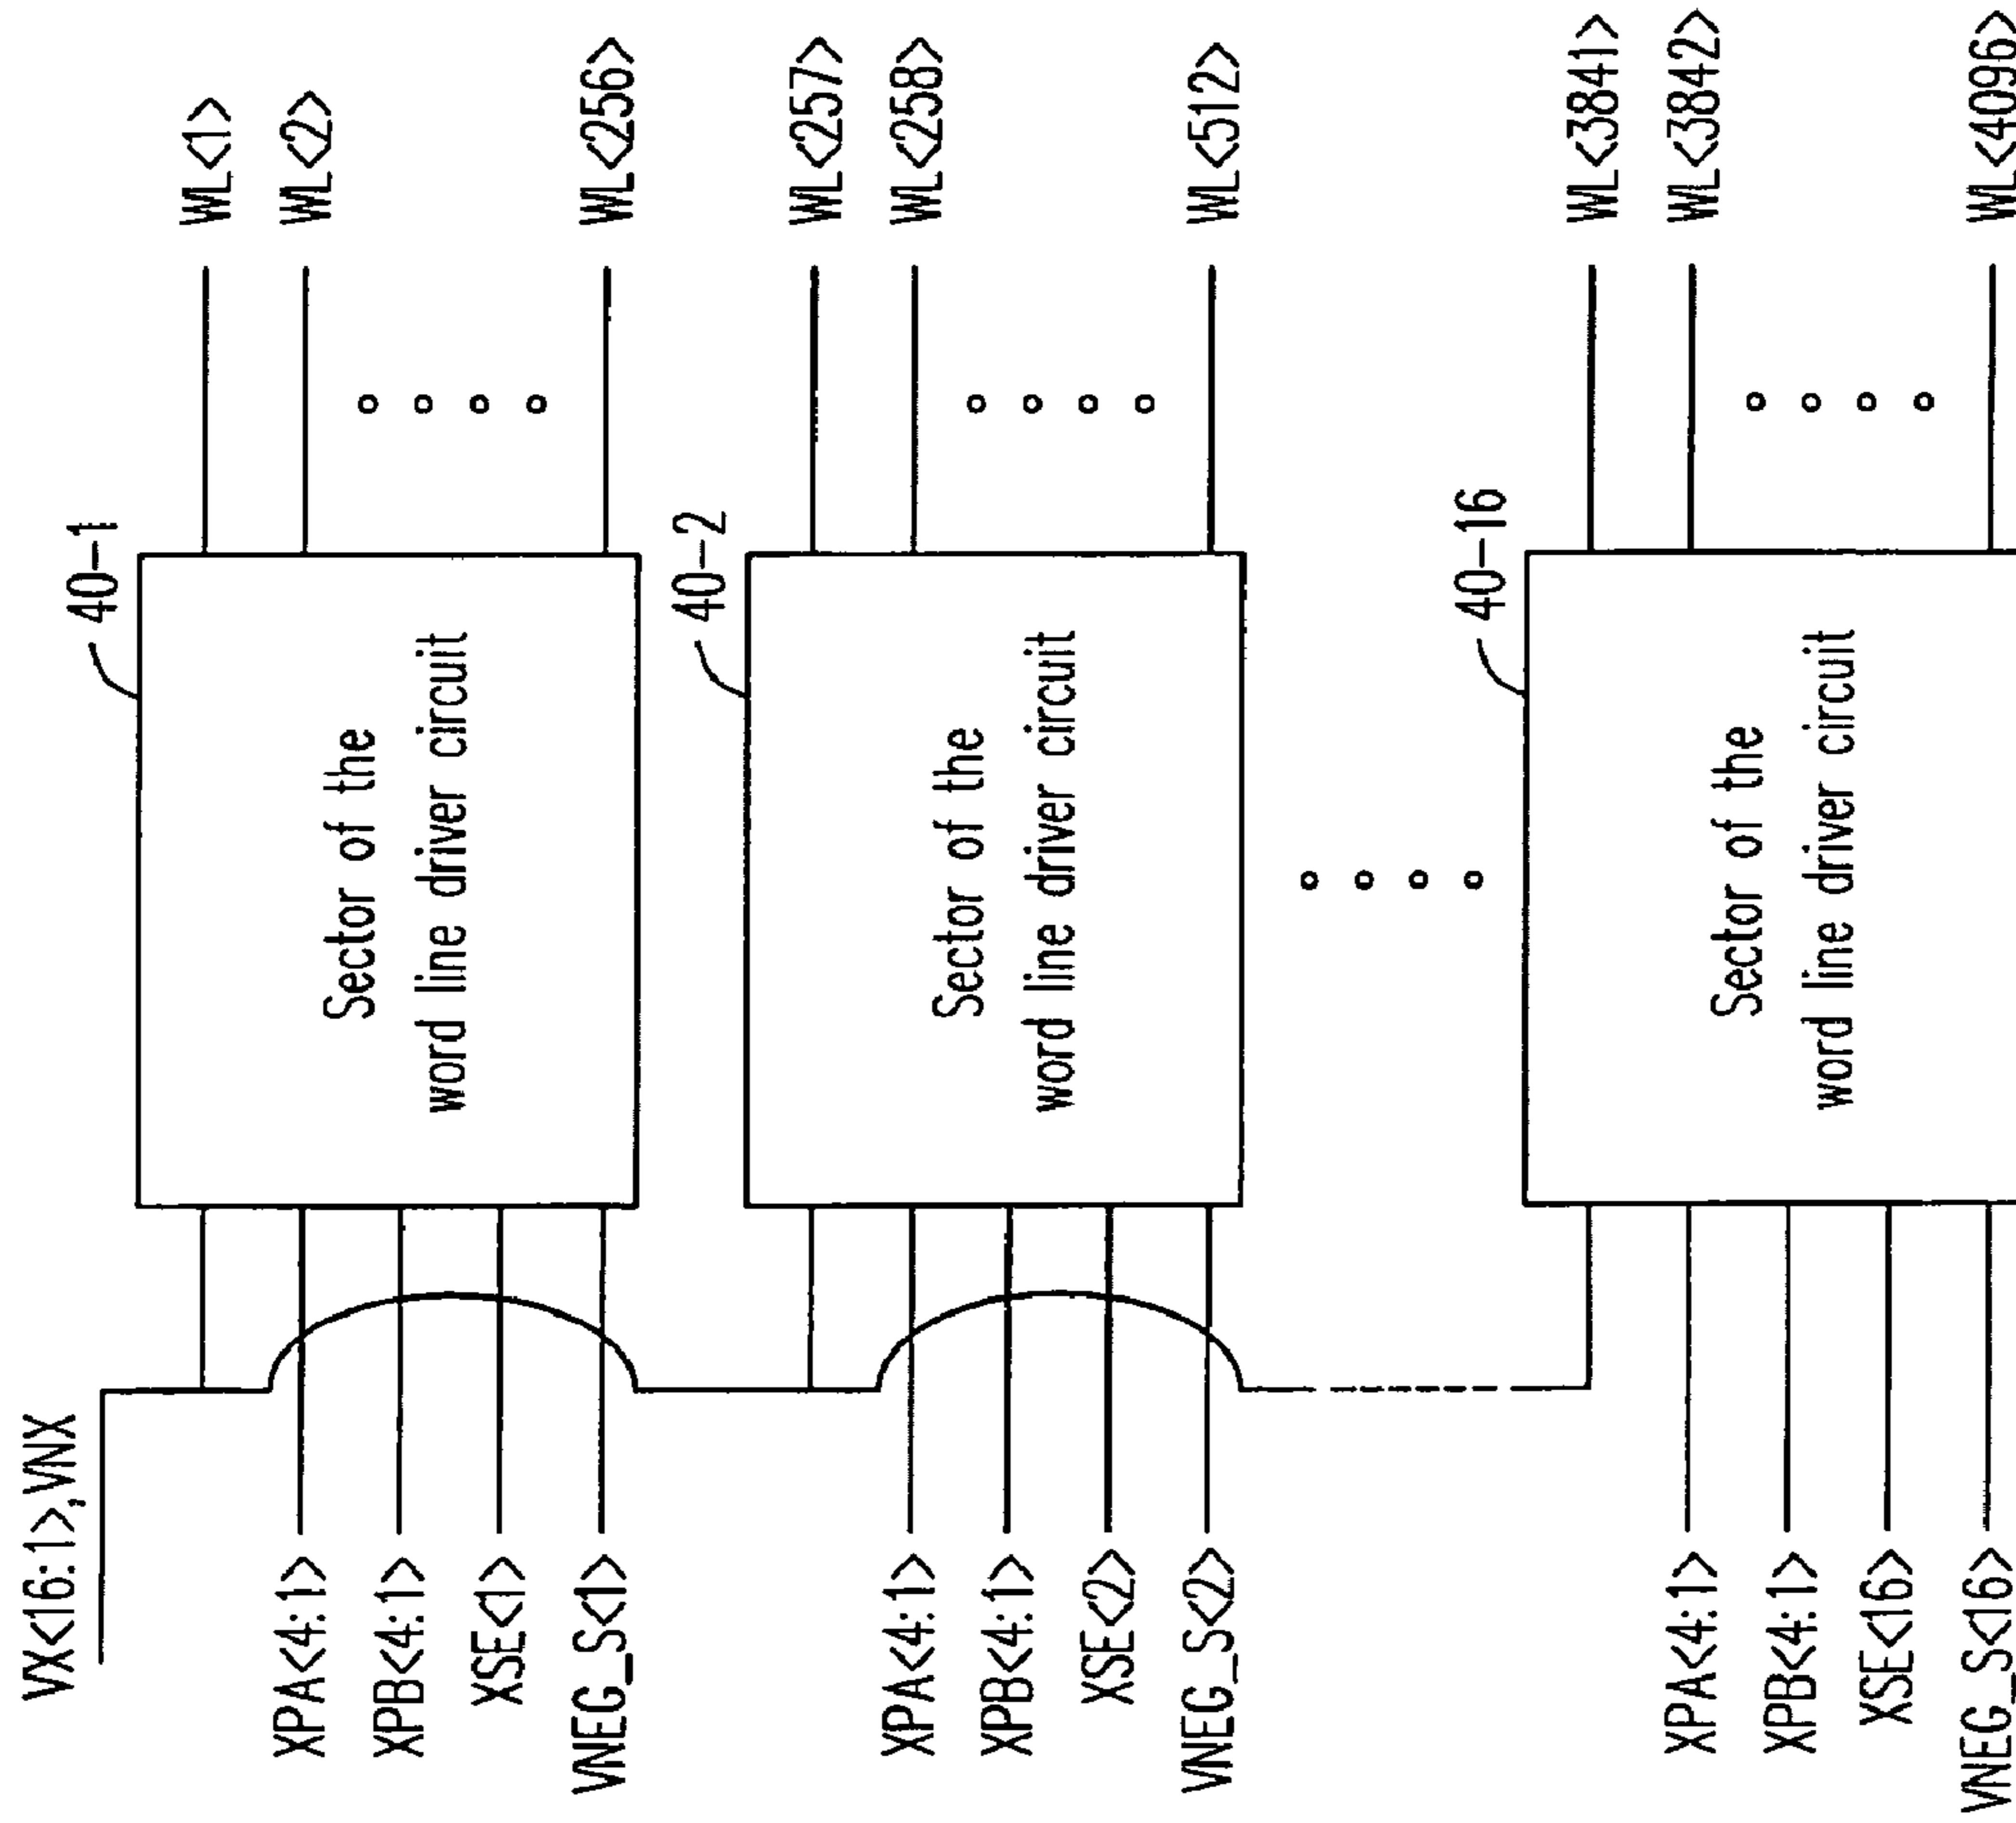 VX<16:1>,VNX
40-1
XPA<4:1>
XPB<4:1>
XSE<1>
VNEG_S<1>
Sector of the
word line driver circuit
WL<1>
WL<2>
WL<256>
40-2
XPA<4:1>
XPB<4:1>
XSE<2>
VNEG_S<2>
Sector of the
word line driver circuit
WL<257>
WL<258>
WL<512>
40-16
XPA<4:1>
XPB<4:1>
XSE<16>
VNEG_S<16>
Sector of the
word line driver circuit
WL<3841>
WL<3842>
WL<4096>